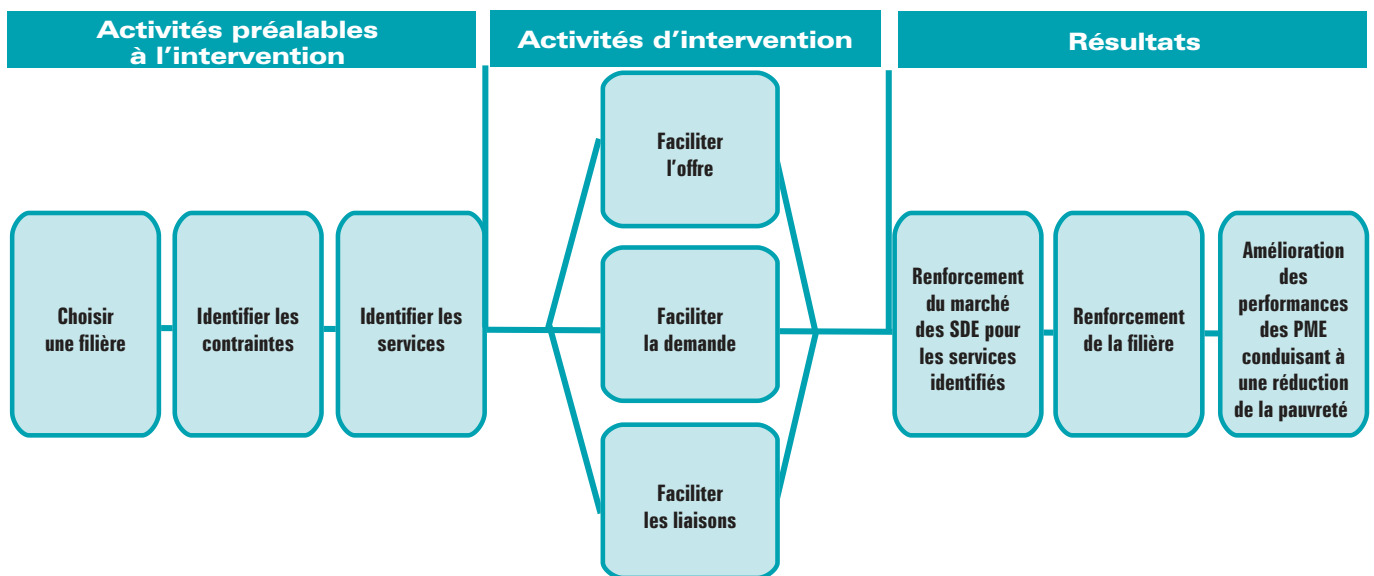 Activités préalables
à l'intervention
Activités d'intervention
Résultats
Choisir
une filière
Identifier les
contraintes
Identifier les
services
Faciliter
l'offre
Faciliter
la demande
Faciliter
les liaisons
Renforcement
du marché
des SDE pour
les services
identifiés
Renforcement
de la filière
Amélioration
des
performances
des PME
conduisant à
une réduction
de la pauvreté